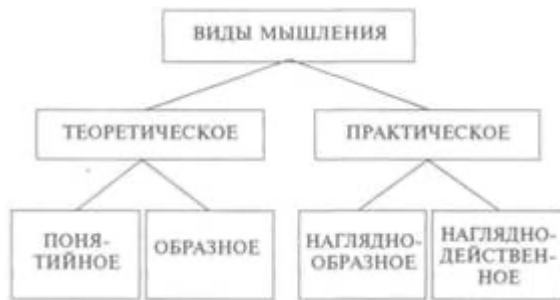 ВИДЫ МЫШЛЕНИЯ
ТЕОРЕТИЧЕСКОЕ
ПРАКТИЧЕСКОЕ
ПОНЯ-
ТИЙНОЕ
ОБРАЗНОЕ
НАГЛЯДНО-
ОБРАЗНОЕ
НАГЛЯДНО-
ДЕЙСТВЕН-
НОЕ